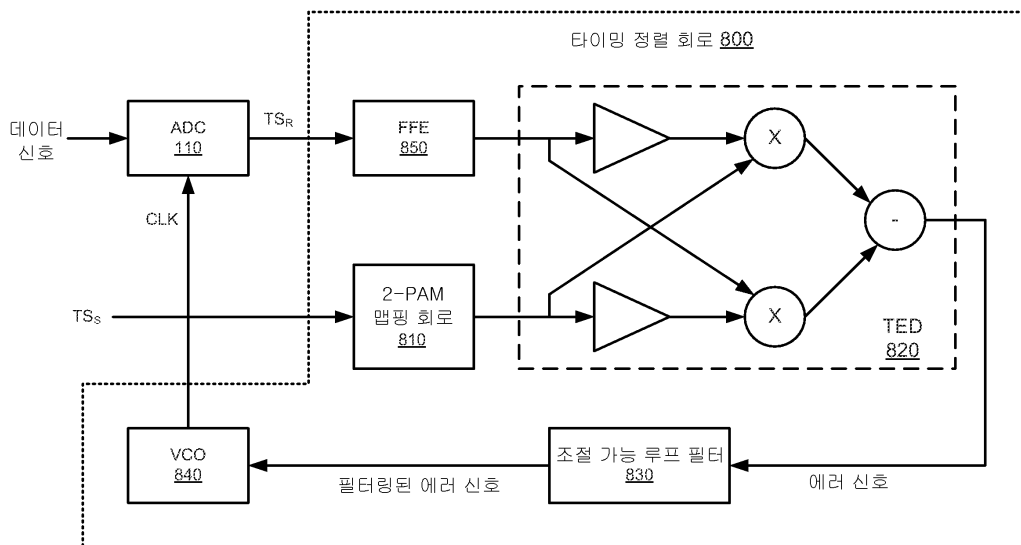 타이밍 정렬 회로 800
데이터
신호
ADC
110
TSR
FFE
850
X
CLK
-
TSS
2-PAM
맵핑 회로
810
X
TED
820
VCO
840
필터링된 에러 신호
조절 가능 루프 필터
830
에러 신호